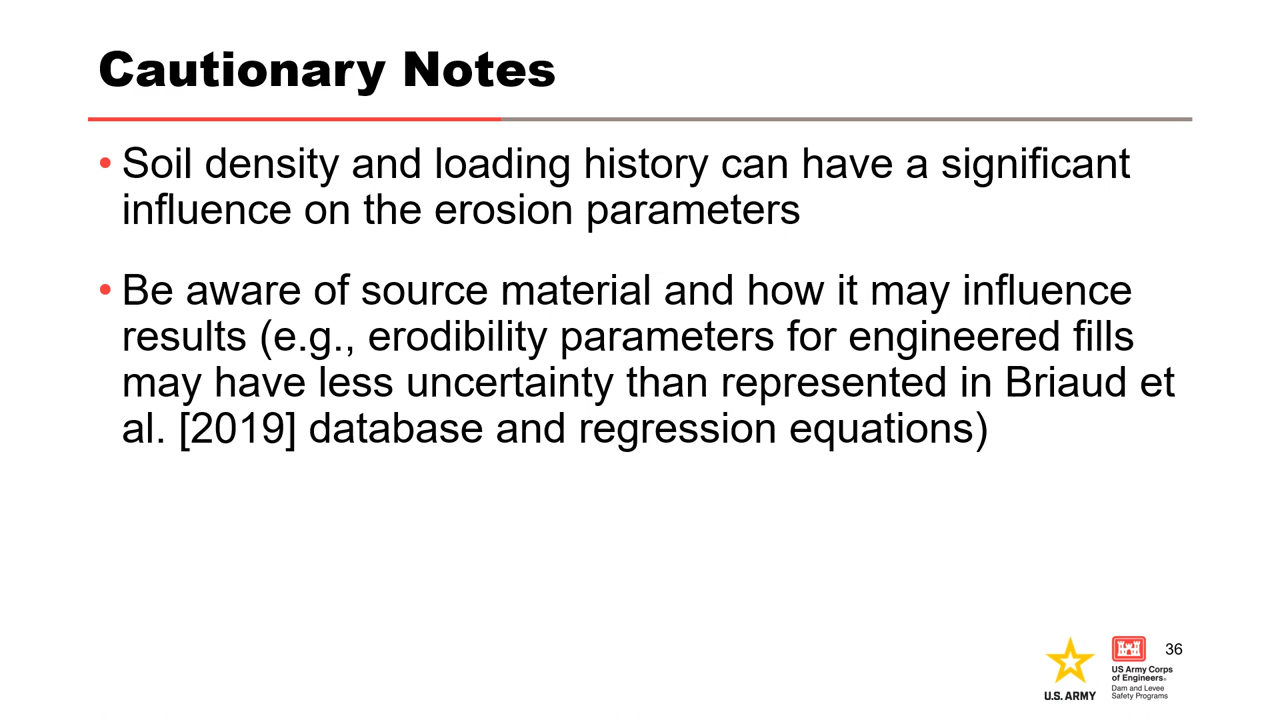 Cautionary Notes
• Soil density and loading history can have a significant
influence on the erosion parameters
• Be aware of source material and how it may influence
results (e.g., erodibility parameters for engineered fills
may have less uncertainty than represented in Briaud et
al. [2019] database and regression equations)
36
U.S. ARMY
US Army Corps
of Engineers®
Dam and Levee
Safety Programs